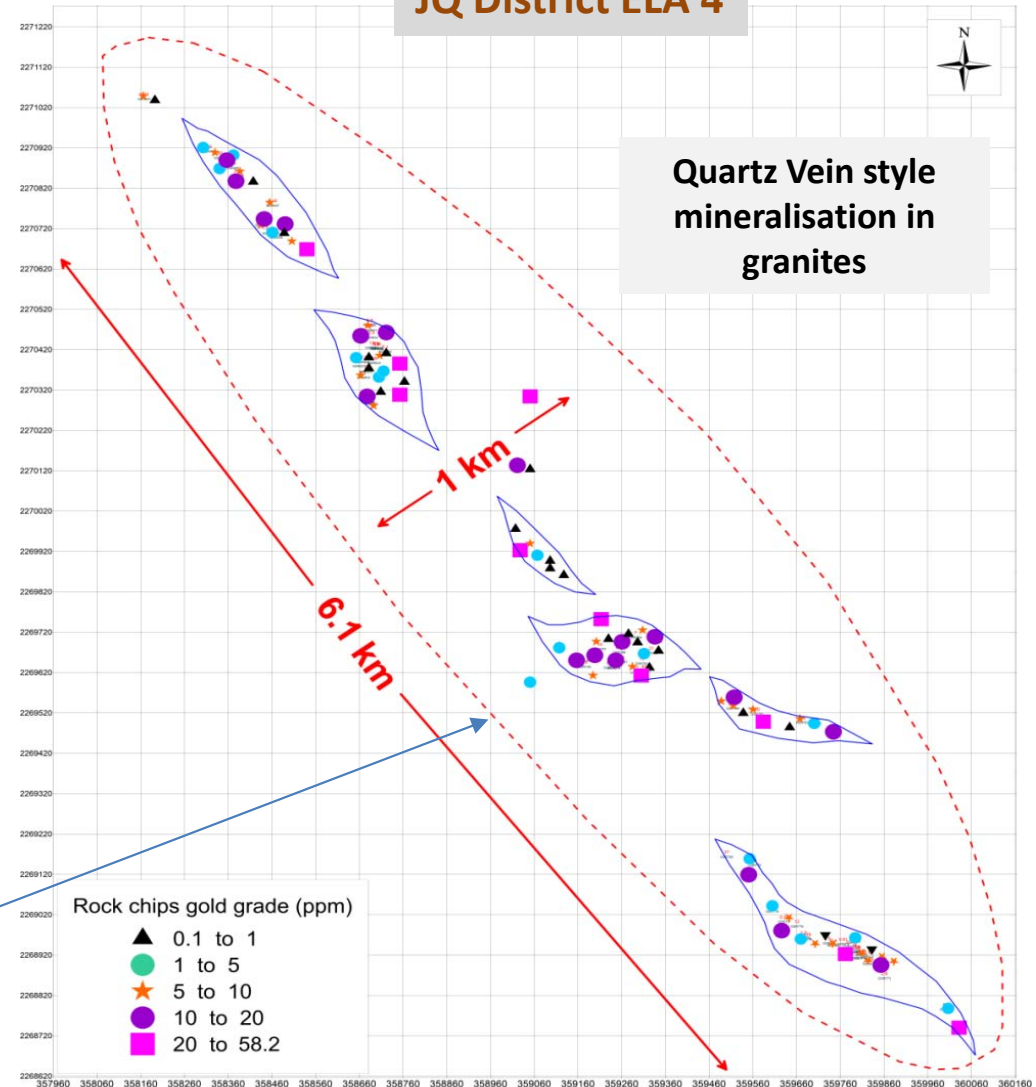 JQ District ELA 4
N
Quartz Vein style
mineralisation in
granites
2271220
2271120
2271020
2270920
2270820
2270720
2270620
2270520
2270420
2270320
2270220
2270120
2270020
2269920
2269820
2269720
2269620
2269520
2269420
2269320
2269220
2269120
2269020
2268920
2268820
2268720
2268620
1 km
6.1 km
Rock chips gold grade (ppm)
0.1 to 1
1 to 5
5 to 10
10 to 20
20 to 58.2
357960 358060 358160 358260 358360 358460 358560 358660 358760 358860 358960 359060 359160 359260 359360 359460 359560 359660 359760 359860 359960 360060 360160